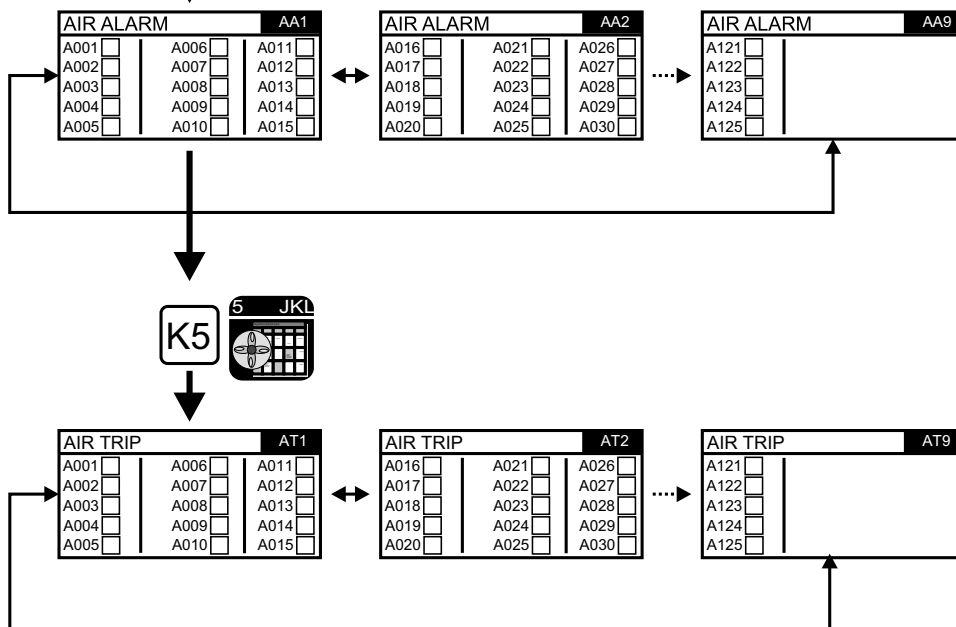 AIR ALARM AA1
A001 A006 A011
A002 A007 A012
A003 A008 A013
A004 A009 A014
A005 A010 A015
AIR ALARM AA2
A016 A021 A026
A017 A022 A027
A018 A023 A028
A019 A024 A029
A020 A025 A030
AIR ALARM AA9
A121
A122
A123
A124
A125
K5
5 JKL
AIR TRIP AT1
A001 A006 A011
A002 A007 A012
A003 A008 A013
A004 A009 A014
A005 A010 A015
AIR TRIP AT2
A016 A021 A026
A017 A022 A027
A018 A023 A028
A019 A024 A029
A020 A025 A030
AIR TRIP AT9
A121
A122
A123
A124
A125